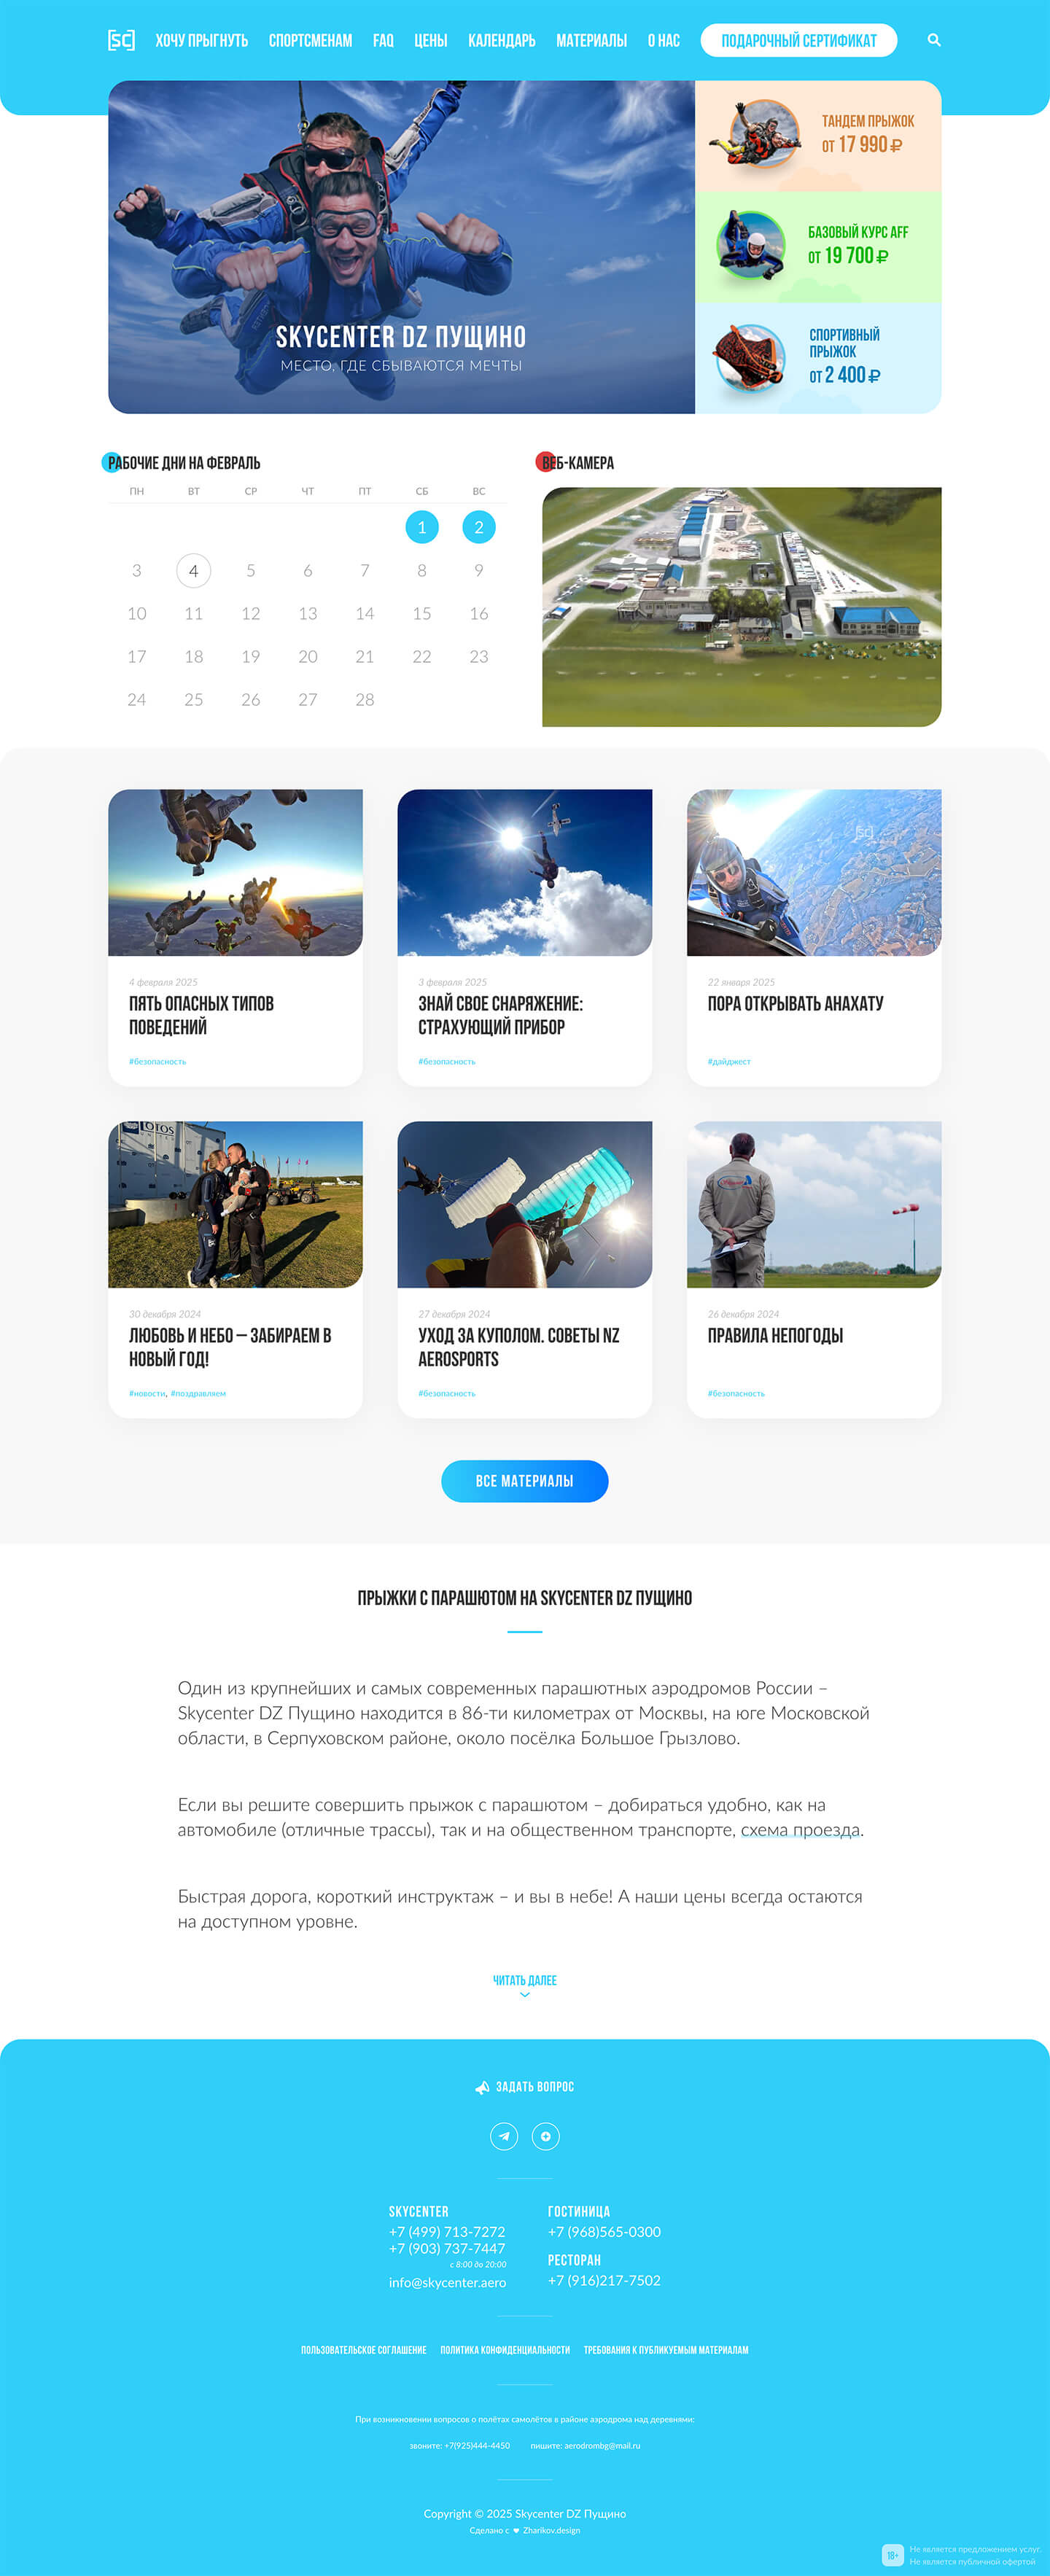 [SC] ХОЧУ ПРЫГНУТЬ СПОРТСМЕНАМ FAQ ЦЕНЫ КАЛЕНДАРЬ МАТЕРИАЛЫ О НАС ПОДАРОЧНЫЙ СЕРТИФИКАТ
SKYCENTER DZ ПУЩИНО
МЕСТО, ГДЕ СБЫВАЮТСЯ МЕЧТЫ
ТАНДЕМ ПРЫЖОК
ОТ 17 990 ₽
БАЗОВЫЙ КУРС AFF
ОТ 19 700 ₽
СПОРТИВНЫЙ
ПРЫЖОК
ОТ 2 400 ₽
РАБОЧИЕ ДНИ НА ФЕВРАЛЬ
ПН ВТ СР ЧТ ПТ СБ ВС
1 2
3 4 5 6 7 8 9
10 11 12 13 14 15 16
17 18 19 20 21 22 23
24 25 26 27 28
ВЕБ-КАМЕРА
[SC]
4 февраля 2025
ПЯТЬ ОПАСНЫХ ТИПОВ
ПОВЕДЕНИЙ
#безопасность
3 февраля 2025
ЗНАЙ СВОЕ СНАРЯЖЕНИЕ:
СТРАХУЮЩИЙ ПРИБОР
#безопасность
22 января 2025
ПОРА ОТКРЫВАТЬ АНАХАТУ
#дайджест
30 декабря 2024
ЛЮБОВЬ И НЕБО – ЗАБИРАЕМ В
НОВЫЙ ГОД!
#новости, #поздравляем
27 декабря 2024
УХОД ЗА КУПОЛОМ. СОВЕТЫ NZ
AEROSPORTS
#безопасность
26 декабря 2024
ПРАВИЛА НЕПОГОДЫ
#безопасность
ВСЕ МАТЕРИАЛЫ
ПРЫЖКИ С ПАРАШЮТОМ НА SKYCENTER DZ ПУЩИНО
Один из крупнейших и самых современных парашютных аэродромов России –
Skycenter DZ Пущино находится в 86-ти километрах от Москвы, на юге Московской
области, в Серпуховском районе, около посёлка Большое Грызлово.
Если вы решите совершить прыжок с парашютом – добираться удобно, как на
автомобиле (отличные трассы), так и на общественном транспорте, схема проезда.
Быстрая дорога, короткий инструктаж – и вы в небе! А наши цены всегда остаются
на доступном уровне.
ЧИТАТЬ ДАЛЕЕ
ЗАДАТЬ ВОПРОС
SKYCENTER
+7 (499) 713-7272
+7 (903) 737-7447
с 8:00 до 20:00
info@skycenter.aero
ГОСТИНИЦА
+7 (968)565-0300
РЕСТОРАН
+7 (916)217-7502
ПОЛЬЗОВАТЕЛЬСКОЕ СОГЛАШЕНИЕ ПОЛИТИКА КОНФИДЕНЦИАЛЬНОСТИ ТРЕБОВАНИЯ К ПУБЛИКУЕМЫМ МАТЕРИАЛАМ
При возникновении вопросов о полётах самолётов в районе аэродрома над деревнями:
звоните: +7(925)444-4450 пишите: aerodrombg@mail.ru
Copyright © 2025 Skycenter DZ Пущино
Сделано с ♥ Zharikov.design
18+
Не является предложением услуг.
Не является публичной офертой